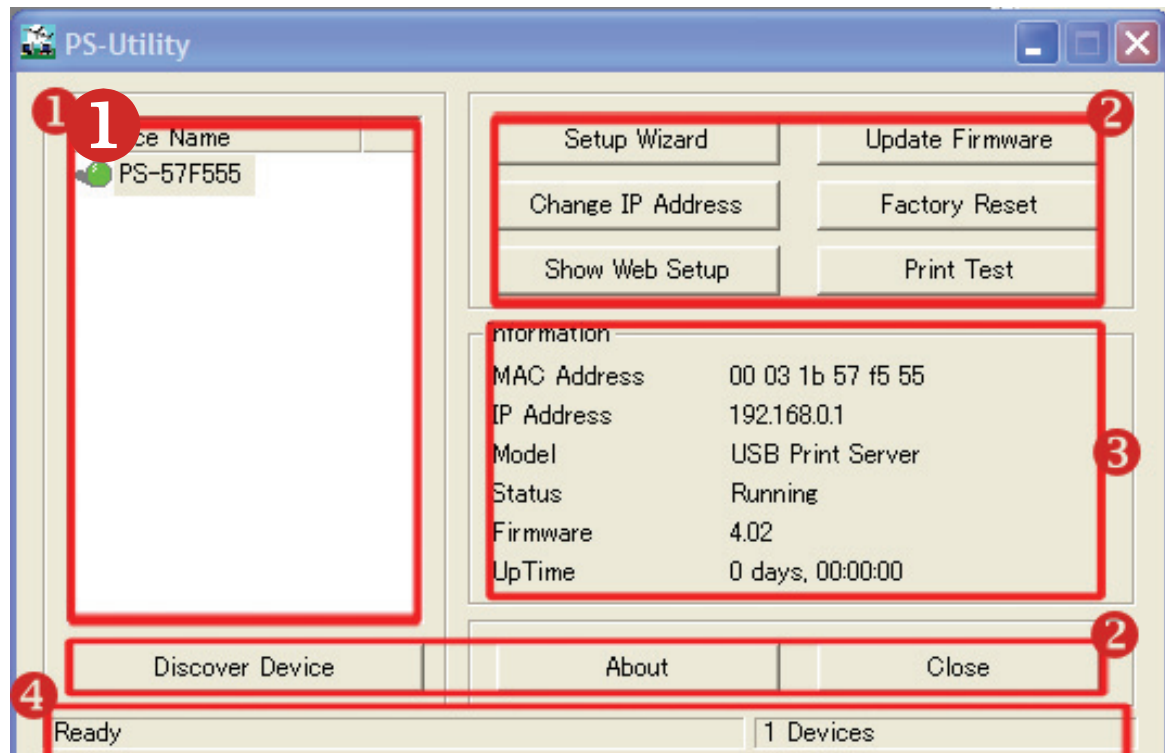 PS-Utility
1
1
ce Name
PS-57F555
2
Setup Wizard
Update Firmware
Change IP Address
Factory Reset
Show Web Setup
Print Test
nformation
MAC Address 00 03 1b 57 f5 55
IP Address 192.168.0.1
Model USB Print Server
Status Running
Firmware 4.02
UpTime 0 days, 00:00:00
3
2
Discover Device
About
Close
4
Ready
1 Devices